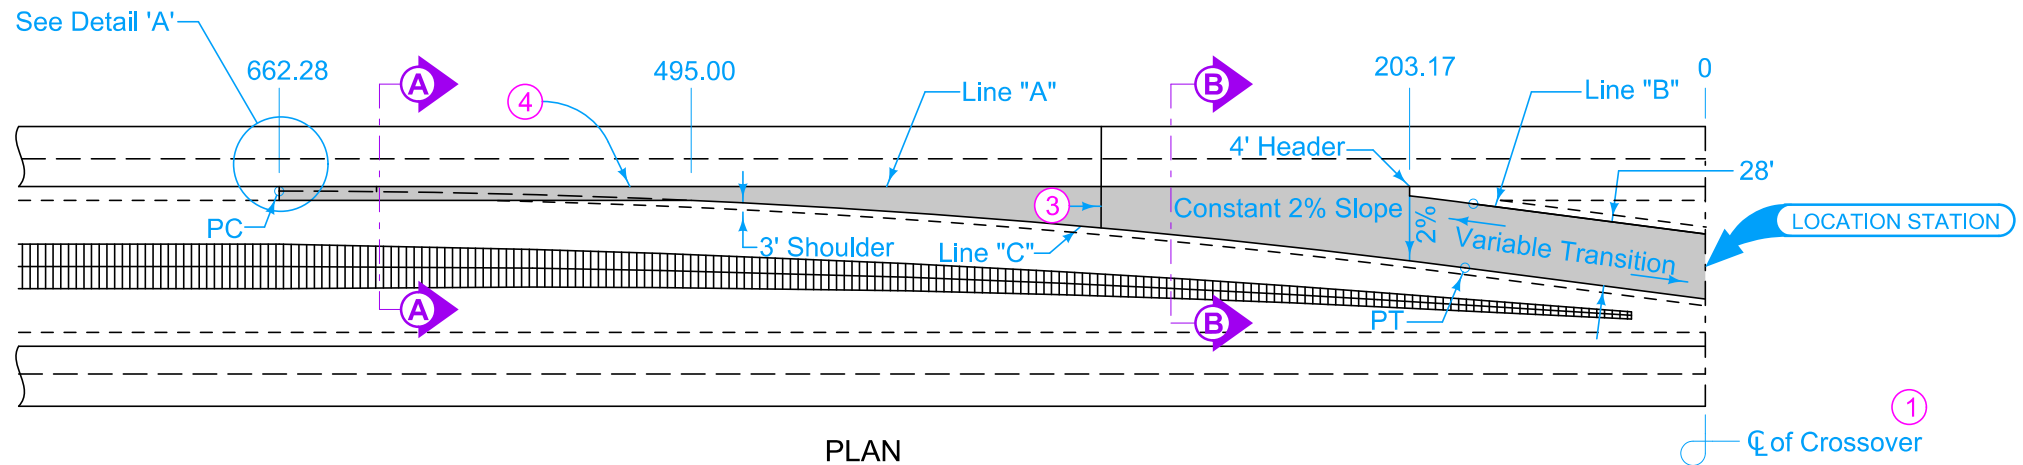 See Detail 'A'
662.28
495.00
203.17
0
A
B
4
Line "A"
Line "B"
4' Header
28'
3
Constant 2% Slope
2%
LOCATION STATION
PC
3' Shoulder
Line "C"
Variable Transition
A
B
PT
1
PLAN
℄ of Crossover